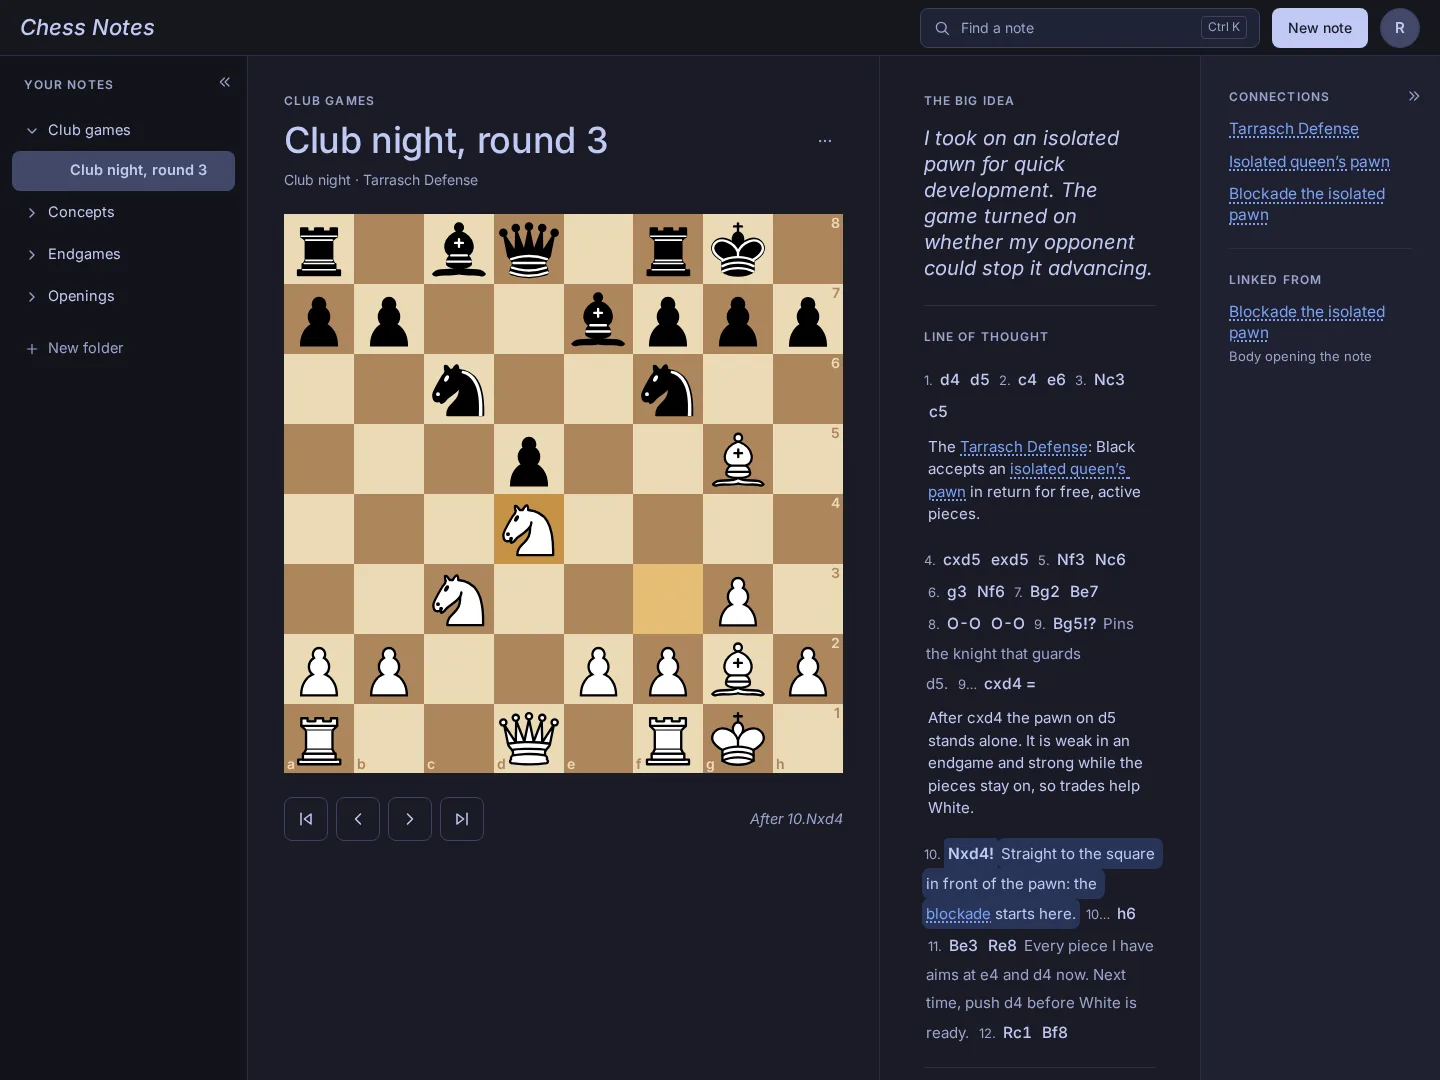 Chess Notes
Find a note
Ctrl K
New note
R
YOUR NOTES
Club games
Club night, round 3
Concepts
Endgames
Openings
New folder
CLUB GAMES
Club night, round 3
Club night · Tarrasch Defense
8
7
6
5
4
3
2
1
a b c d e f g h
After 10.Nxd4
THE BIG IDEA
I took on an isolated
pawn for quick
development. The
game turned on
whether my opponent
could stop it advancing.
LINE OF THOUGHT
1. d4 d5 2. c4 e6 3. Nc3
c5
The Tarrasch Defense: Black
accepts an isolated queen’s
pawn in return for free, active
pieces.
4. cxd5 exd5 5. Nf3 Nc6
6. g3 Nf6 7. Bg2 Be7
8. O-O O-O 9. Bg5!? Pins
the knight that guards
d5. 9… cxd4 =
After cxd4 the pawn on d5
stands alone. It is weak in an
endgame and strong while the
pieces stay on, so trades help
White.
10. Nxd4! Straight to the square
in front of the pawn: the
blockade starts here. 10… h6
11. Be3 Re8 Every piece I have
aims at e4 and d4 now. Next
time, push d4 before White is
ready. 12. Rc1 Bf8
CONNECTIONS
Tarrasch Defense
Isolated queen’s pawn
Blockade the isolated
pawn
LINKED FROM
Blockade the isolated
pawn
Body opening the note